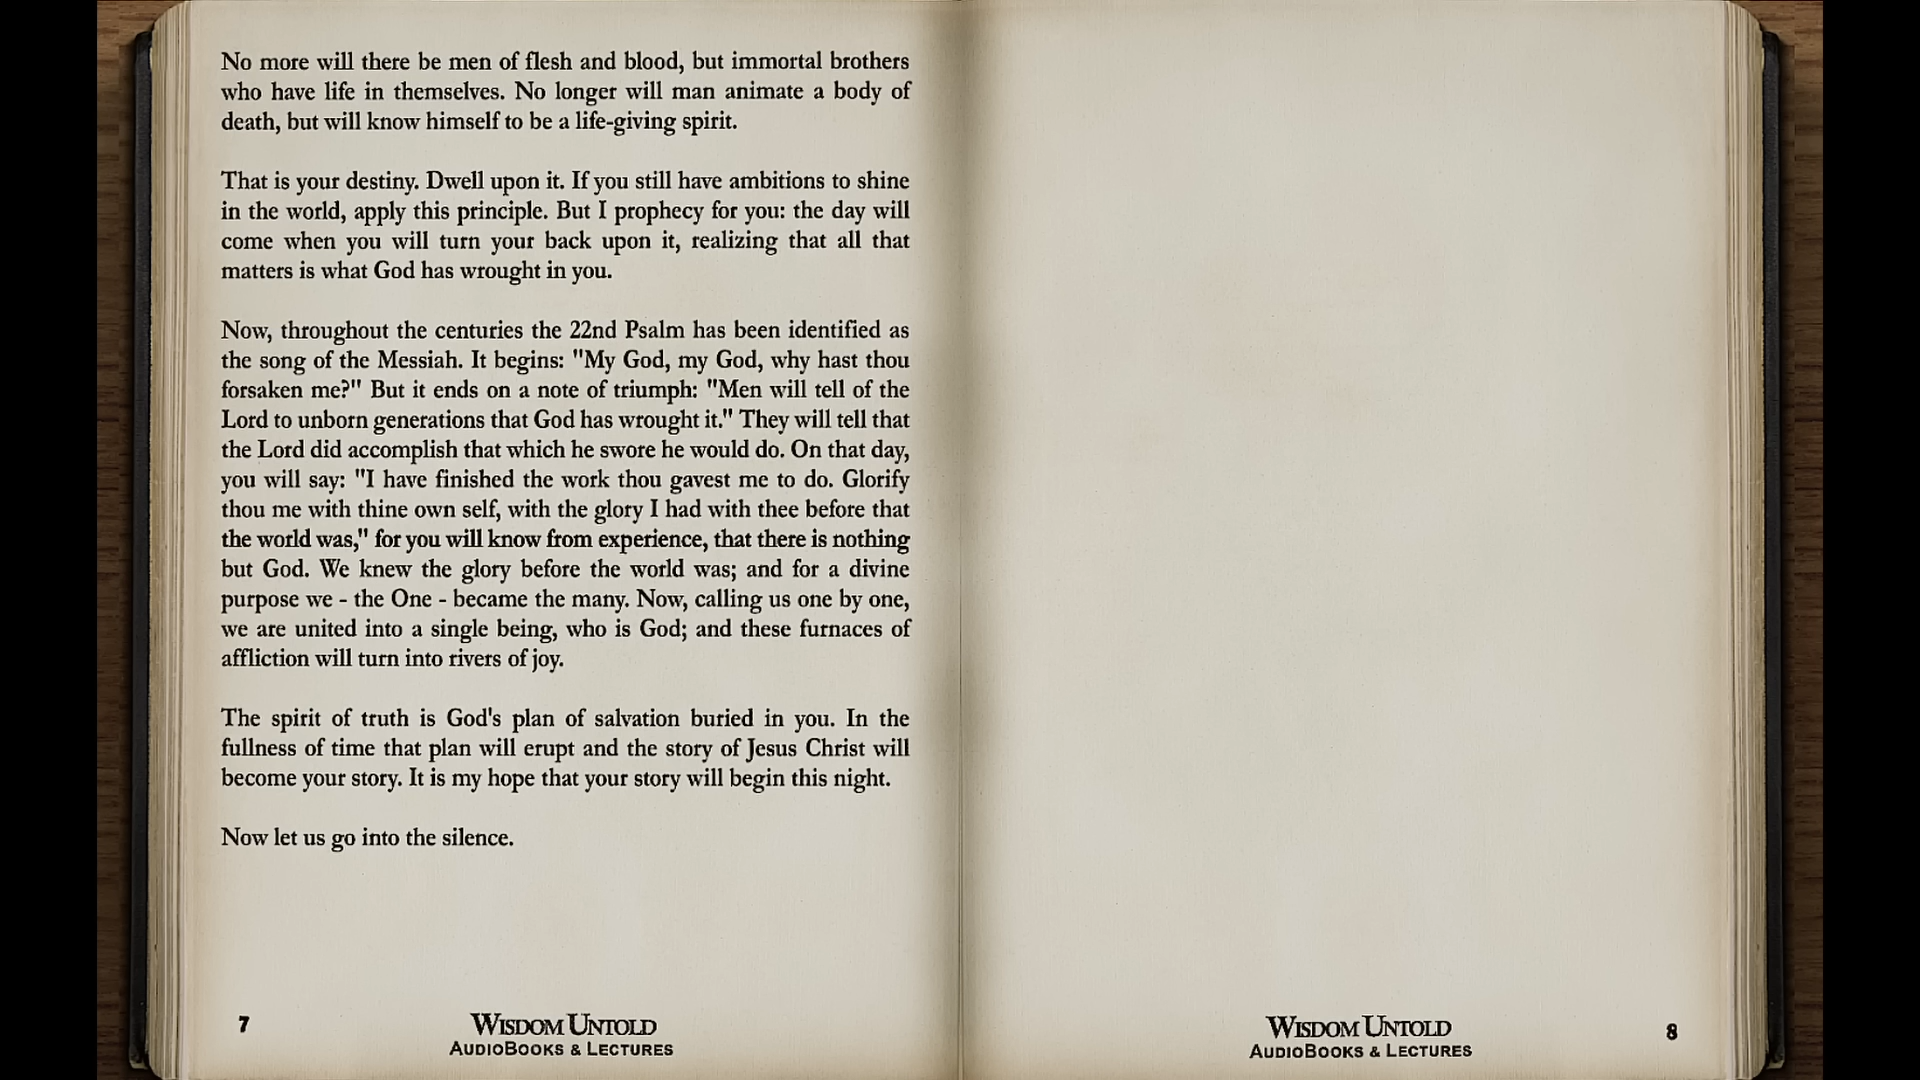 No more will there be men of flesh and blood, but immortal brothers
who have life in themselves. No longer will man animate a body of
death, but will know himself to be a life-giving spirit.
That is your destiny. Dwell upon it. If you still have ambitions to shine
in the world, apply this principle. But I prophecy for you: the day will
come when you will turn your back upon it, realizing that all that
matters is what God has wrought in you.
Now, throughout the centuries the 22nd Psalm has been identified as
the song of the Messiah. It begins: "My God, my God, why hast thou
forsaken me?" But it ends on a note of triumph: "Men will tell of the
Lord to unborn generations that God has wrought it." They will tell that
the Lord did accomplish that which he swore he would do. On that day,
you will say: "I have finished the work thou gavest me to do. Glorify
thou me with thine own self, with the glory I had with thee before that
the world was," for you will know from experience, that there is nothing
but God. We knew the glory before the world was; and for a divine
purpose we - the One - became the many. Now, calling us one by one,
we are united into a single being, who is God; and these furnaces of
affliction will turn into rivers of joy.
The spirit of truth is God's plan of salvation buried in you. In the
fullness of time that plan will erupt and the story of Jesus Christ will
become your story. It is my hope that your story will begin this night.
Now let us go into the silence.
7
WISDOM UNTOLD
AUDIOBOOKS & LECTURES
WISDOM UNTOLD
AUDIOBOOKS & LECTURES
8